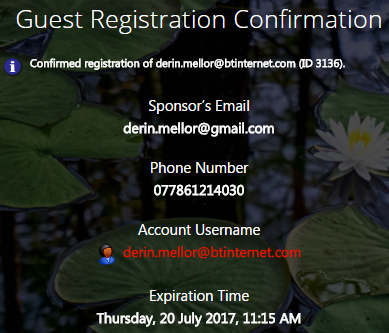 Guest Registration Confirmation
Confirmed registration of derin.mellor@btinternet.com (ID 3136).
Sponsor's Email
derin.mellor@gmail.com
Phone Number
077861214030
Account Username
derin.mellor@btinternet.com
Expiration Time
Thursday, 20 July 2017, 11:15 AM